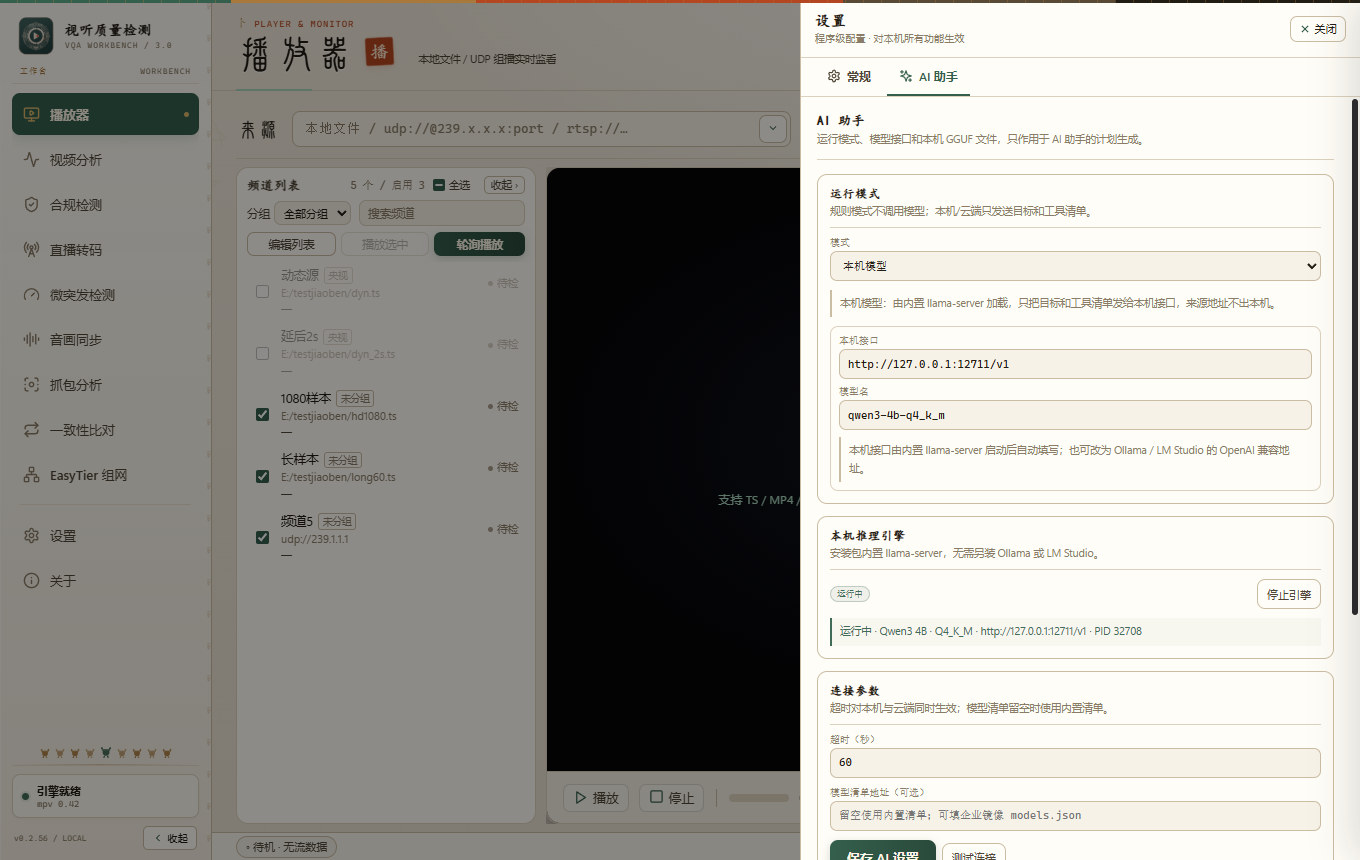 视听质量检测
VQA WORKBENCH / 3.0
工作台
WORKBENCH
播放器
视频分析
合规检测
直播转码
微突发检测
音画同步
抓包分析
一致性比对
EasyTier 组网
设置
关于
引擎就绪
mpv 0.42
v0.2.56 / LOCAL
收起
PLAYER & MONITOR
播放器
播
本地文件 / UDP 组播实时监看
来源
本地文件 / udp://@239.x.x.x:port / rtsp://…
频道列表
5 个 / 启用 3
全选
收起 ›
分组
全部分组
搜索频道
编辑列表
播放选中
轮询播放
动态源 央视
待检
E:/testjiaoben/dyn.ts
—
延后2s 央视
待检
E:/testjiaoben/dyn_2s.ts
—
1080样本 未分组
待检
E:/testjiaoben/hd1080.ts
—
长样本 未分组
待检
E:/testjiaoben/long60.ts
—
频道5 未分组
待检
udp://239.1.1.1
—
支持 TS / MP4 /
播放
停止
待机 · 无流数据
设置
程序级配置 · 对本机所有功能生效
关闭
常规
AI 助手
AI 助手
运行模式、模型接口和本机 GGUF 文件，只作用于 AI 助手的计划生成。
运行模式
规则模式不调用模型；本机/云端只发送目标和工具清单。
模式
本机模型
本机模型：由内置 llama-server 加载，只把目标和工具清单发给本机接口，来源地址不出本机。
本机接口
http://127.0.0.1:12711/v1
模型名
qwen3-4b-q4_k_m
本机接口由内置 llama-server 启动后自动填写；也可改为 Ollama / LM Studio 的 OpenAI 兼容地
址。
本机推理引擎
安装包内置 llama-server，无需另装 Ollama 或 LM Studio。
运行中
停止引擎
运行中 · Qwen3 4B · Q4_K_M · http://127.0.0.1:12711/v1 · PID 32708
连接参数
超时对本机与云端同时生效；模型清单留空时使用内置清单。
超时（秒）
60
模型清单地址（可选）
留空使用内置清单；可填企业镜像 models.json
保存 AI 设置
测试连接